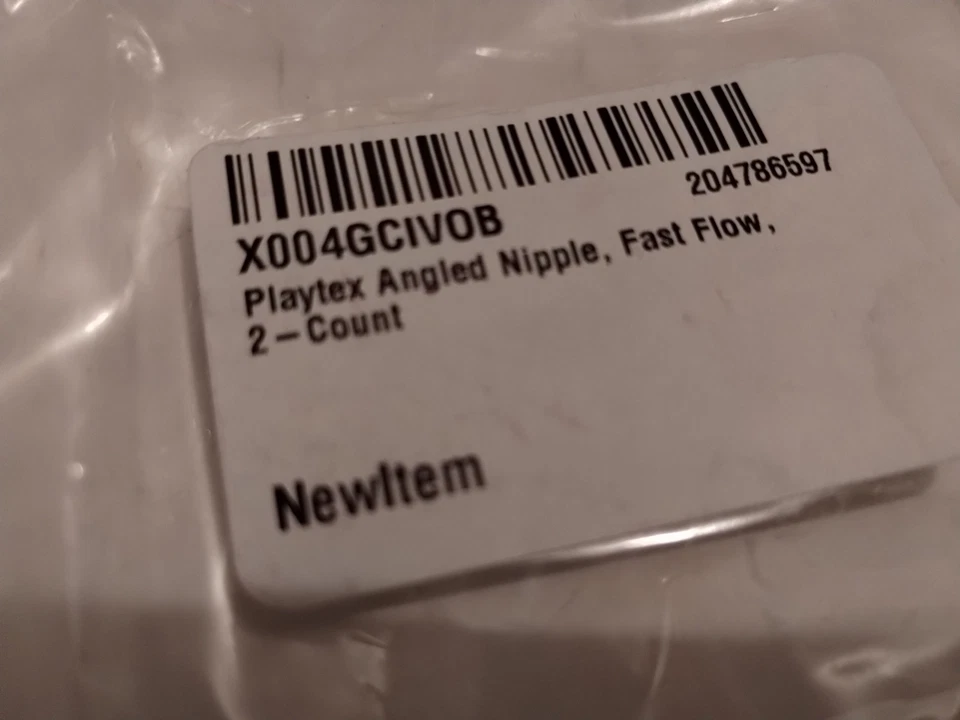 204786597
X004GCIVOB
Playtex Angled Nipple, Fast Flow,
2-Count
NewItem